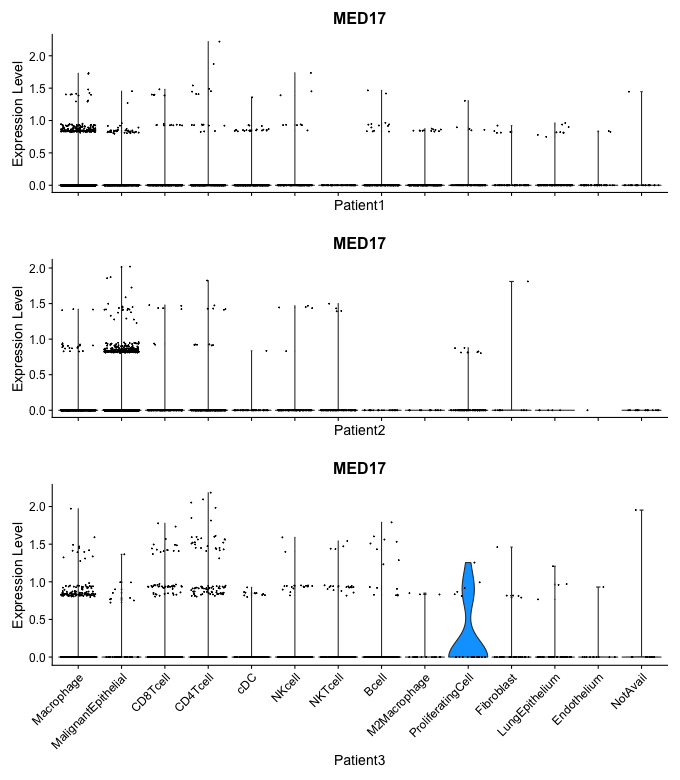 MED17
Expression Level
2.0
1.5
1.0
0.5
0.0
Patient1
MED17
Expression Level
2.0
1.5
1.0
0.5
0.0
Patient2
MED17
Expression Level
2.0
1.5
1.0
0.5
0.0
Macrophage
MalignantEpithelial
CD8Tcell
CD4Tcell
cDC
NKcell
NKTcell
Bcell
M2Macrophage
ProliferatingCell
Fibroblast
LungEpithelium
Endothelium
NotAvail
Patient3